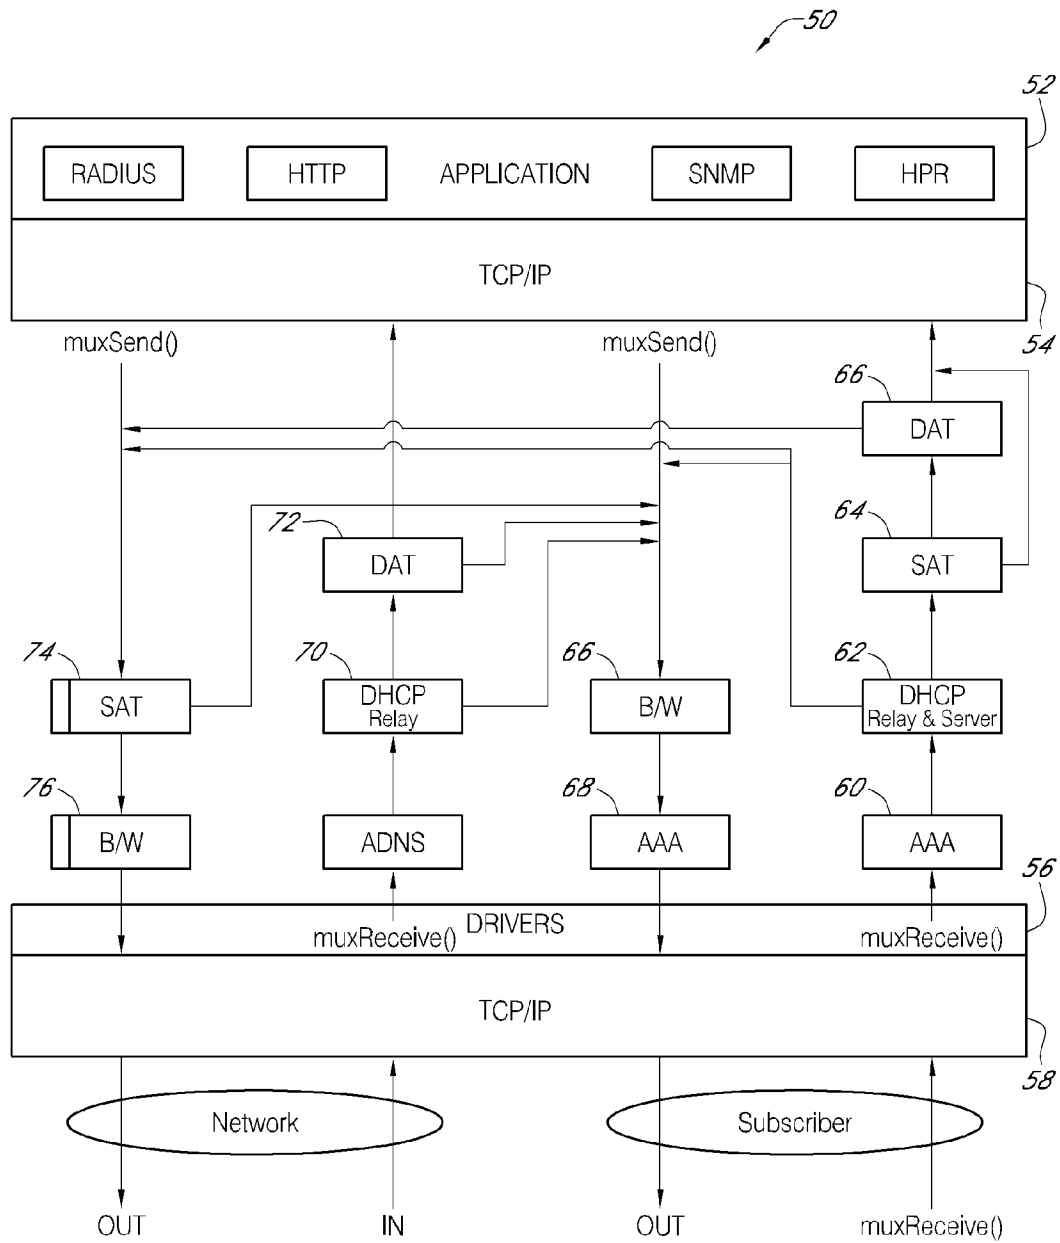 50
52
RADIUS HTTP APPLICATION SNMP HPR
TCP/IP
54
muxSend() muxSend()
66
DAT
72
DAT
64
SAT
74
SAT
70
DHCP
Relay
66
B/W
62
DHCP
Relay & Server
76
B/W
ADNS
68
AAA
60
AAA
56
DRIVERS
muxReceive() muxReceive()
TCP/IP
58
Network Subscriber
OUT IN OUT muxReceive()